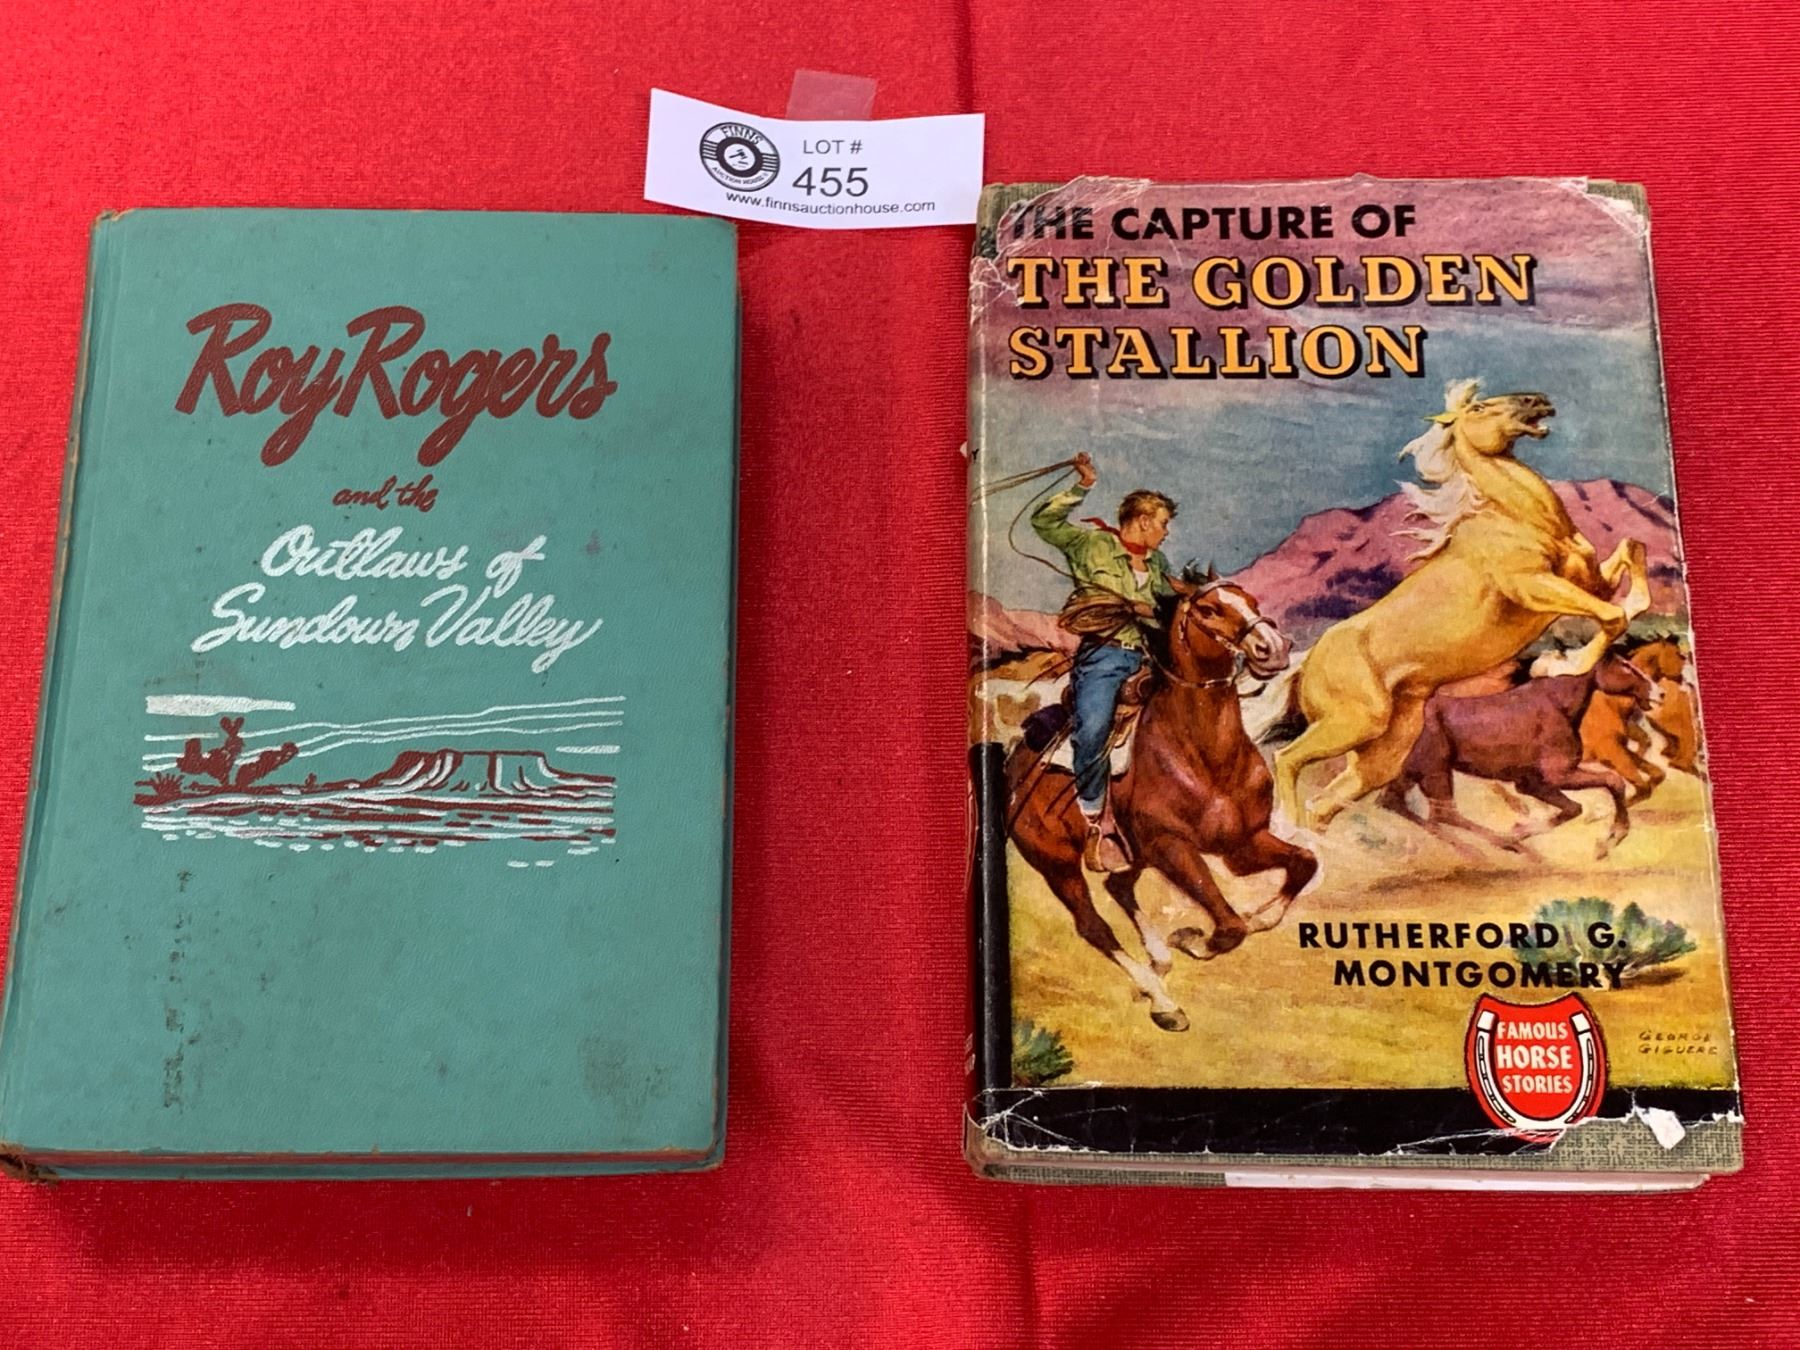 FINNS
AUCTION HOUSE
LOT #
455
www.finnsauctionhouse.com
Roy Rogers
and the
Outlaws of
Sundown Valley
THE CAPTURE OF
THE GOLDEN
STALLION
RUTHERFORD G.
MONTGOMERY
FAMOUS
HORSE
STORIES
GEORGE
GIGUERE